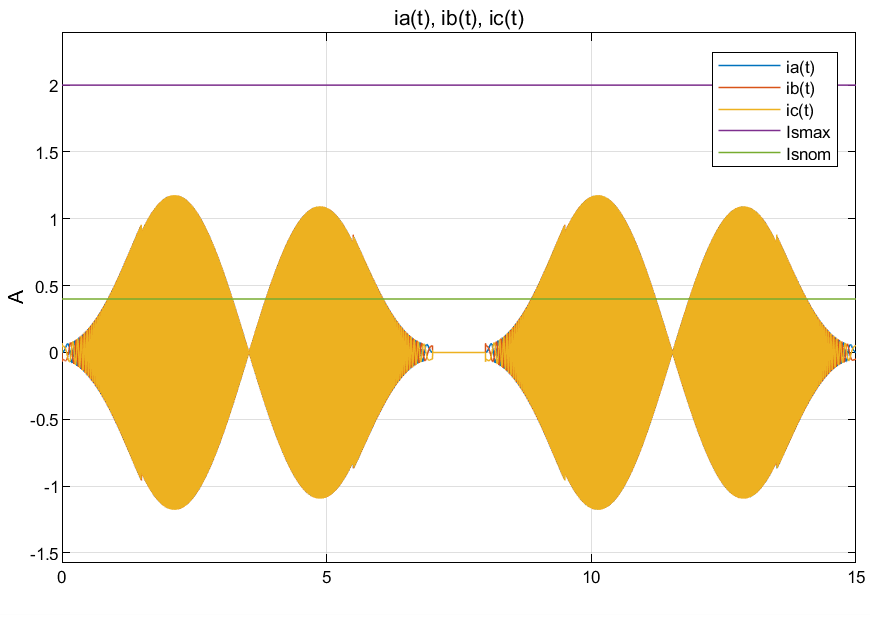 ia(t), ib(t), ic(t)
ia(t)
ib(t)
ic(t)
Ismax
Isnom
A
2
1.5
1
0.5
0
-0.5
-1
-1.5
0
5
10
15